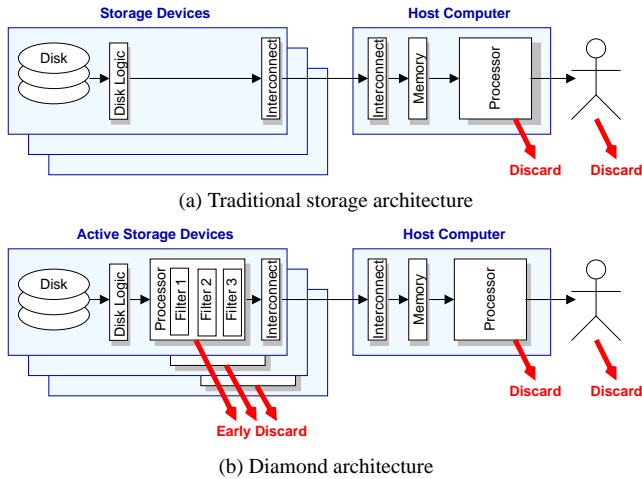 Storage Devices
Host Computer
Disk
Disk Logic
Interconnect
Interconnect
Memory
Processor
Discard
Discard
(a) Traditional storage architecture
Active Storage Devices
Host Computer
Disk
Disk Logic
Processor
Filter 1
Filter 2
Filter 3
Interconnect
Interconnect
Memory
Processor
Discard
Discard
Early Discard
(b) Diamond architecture